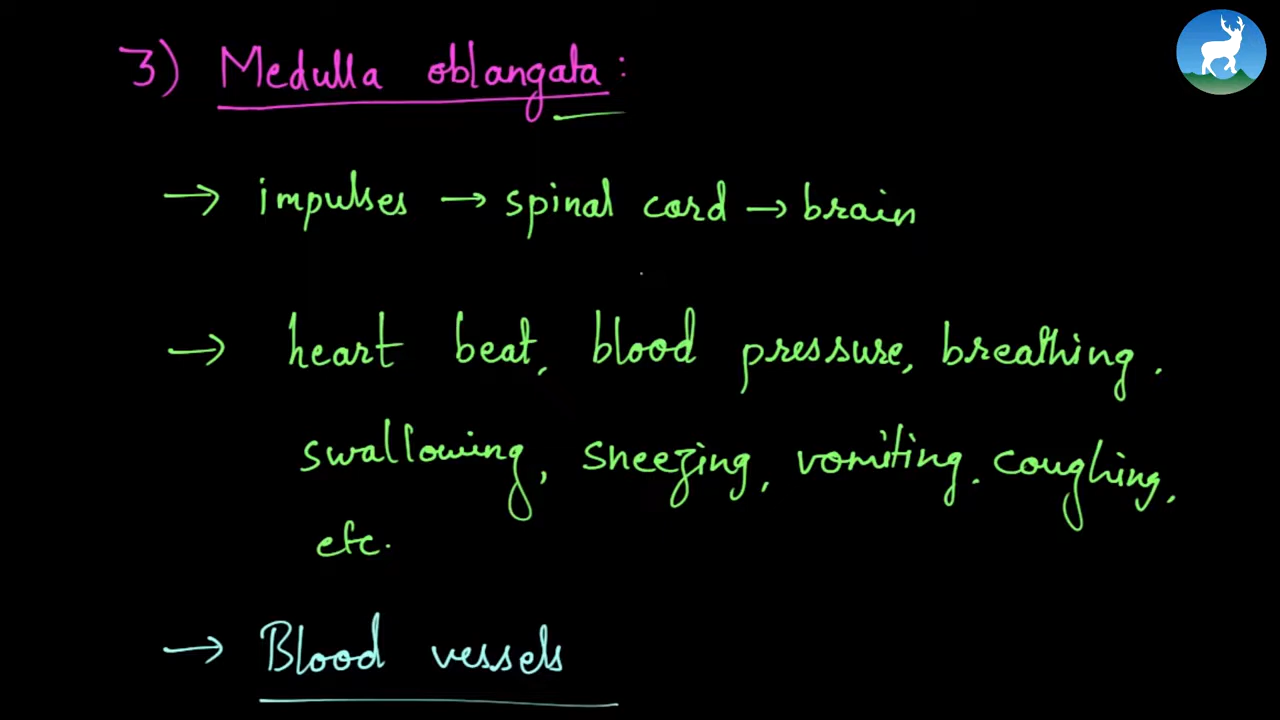 3) Medulla oblangata:
→ impulses → spinal cord → brain
→ heart beat, blood pressure, breathing.
swallowing, sneezing, vomiting. coughing,
etc.
→ Blood vessels